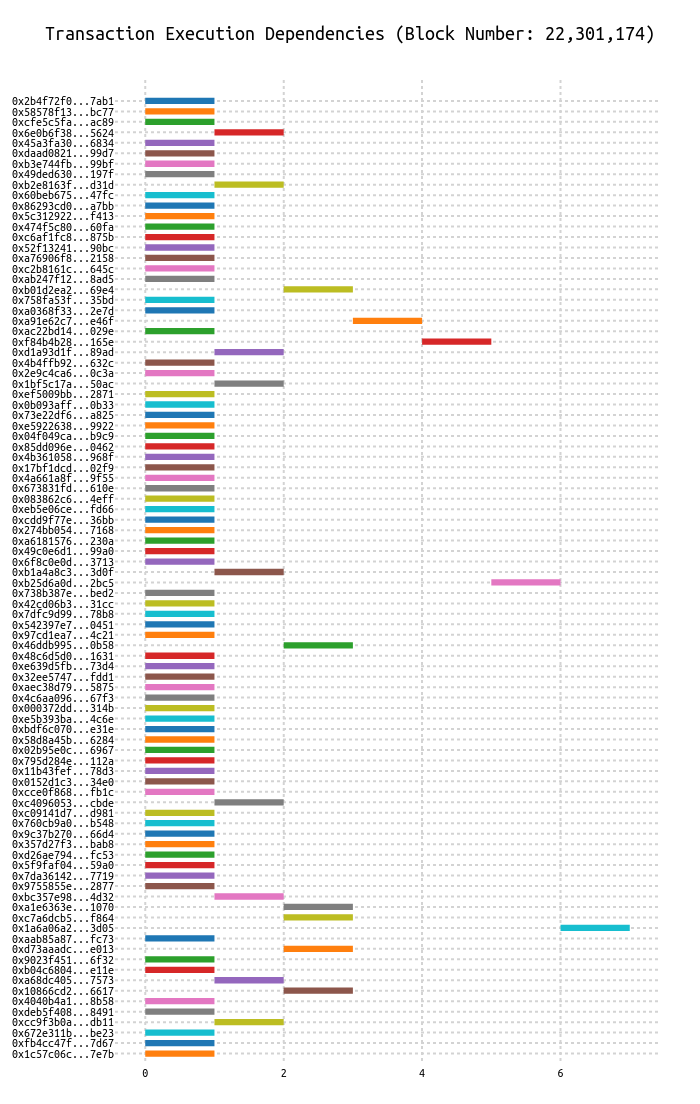 Transaction Execution Dependencies (Block Number: 22,301,174)
0x2b4f72f0...7ab1
0x58578f13...bc77
0xcfe5c5fa...ac89
0x6e0b6f38...5624
0x45a3fa30...6834
0xdaad0821...99d7
0xb3e744fb...99bf
0x49ded630...197f
0xb2e8163f...d31d
0x60beb675...47fc
0x86293cd0...a7bb
0x5c312922...f413
0x474f5c80...60fa
0xc6af1fc8...875b
0x52f13241...90bc
0xa76906f8...2158
0xc2b8161c...645c
0xab247f12...8ad5
0xb01d2ea2...69e4
0x758fa53f...35bd
0xa0368f33...2e7d
0xa91e62c7...e46f
0xac22bd14...029e
0xf84b4b28...165e
0xd1a93d1f...89ad
0x4b4ffb92...632c
0x2e9c4ca6...0c3a
0x1bf5c17a...50ac
0xef5009bb...2871
0x0b093aff...0b33
0x73e22df6...a825
0xe5922638...9922
0x04f049ca...b9c9
0x85dd096e...0462
0x4b361058...968f
0x17bf1dcd...02f9
0x4a661a8f...9f55
0x673831fd...610e
0x083862c6...4eff
0xeb5e06ce...fd66
0xcdd9f77e...36bb
0x274bb054...7168
0xa6181576...230a
0x49c0e6d1...99a0
0x6f8c0e0d...3713
0xb1a4a8c3...3d0f
0xb25d6a0d...2bc5
0x738b387e...bed2
0x42cd06b3...31cc
0x7dfc9d99...78b8
0x542397e7...0451
0x97cd1ea7...4c21
0x46ddb995...0b58
0x48c6d5d0...1631
0xe639d5fb...73d4
0x32ee5747...fdd1
0xaec38d79...5875
0x4c6aa096...67f3
0x000372dd...314b
0xe5b393ba...4c6e
0xbdf6c070...e31e
0x58d8a45b...6284
0x02b95e0c...6967
0x795d284e...112a
0x11b43fef...78d3
0x0152d1c3...34e0
0xcce0f868...fb1c
0xc4096053...cbde
0xc09141d7...d981
0x760cb9a0...b548
0x9c37b270...66d4
0x357d27f3...bab8
0xd26ae794...fc53
0x5f9faf04...59a0
0x7da36142...7719
0x9755855e...2877
0xbc357e98...4d32
0xa1e6363e...1070
0xc7a6dcb5...f864
0x1a6a06a2...3d05
0xaab85a87...fc73
0xd73aaadc...e013
0x9023f451...6f32
0xb04c6804...e11e
0xa68dc405...7573
0x10866cd2...6617
0x4040b4a1...8b58
0xdeb5f408...8491
0xcc9f3b0a...db11
0x672e311b...be23
0xfb4cc47f...7d67
0x1c57c06c...7e7b
0 2 4 6